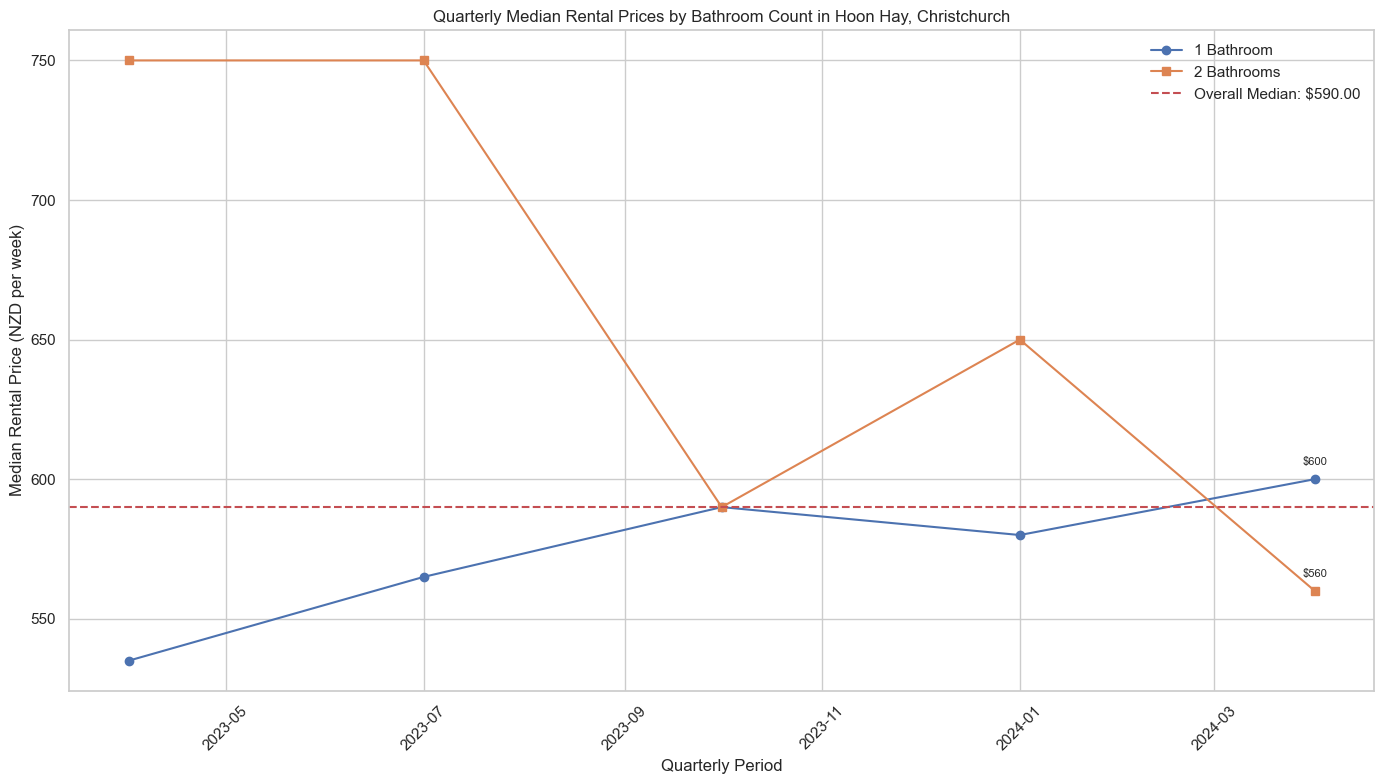 Quarterly Median Rental Prices by Bathroom Count in Hoon Hay, Christchurch
1 Bathroom
2 Bathrooms
Overall Median: $590.00
Median Rental Price (NZD per week)
750
700
650
600
550
$600
$560
2023-05
2023-07
2023-09
2023-11
2024-01
2024-03
Quarterly Period